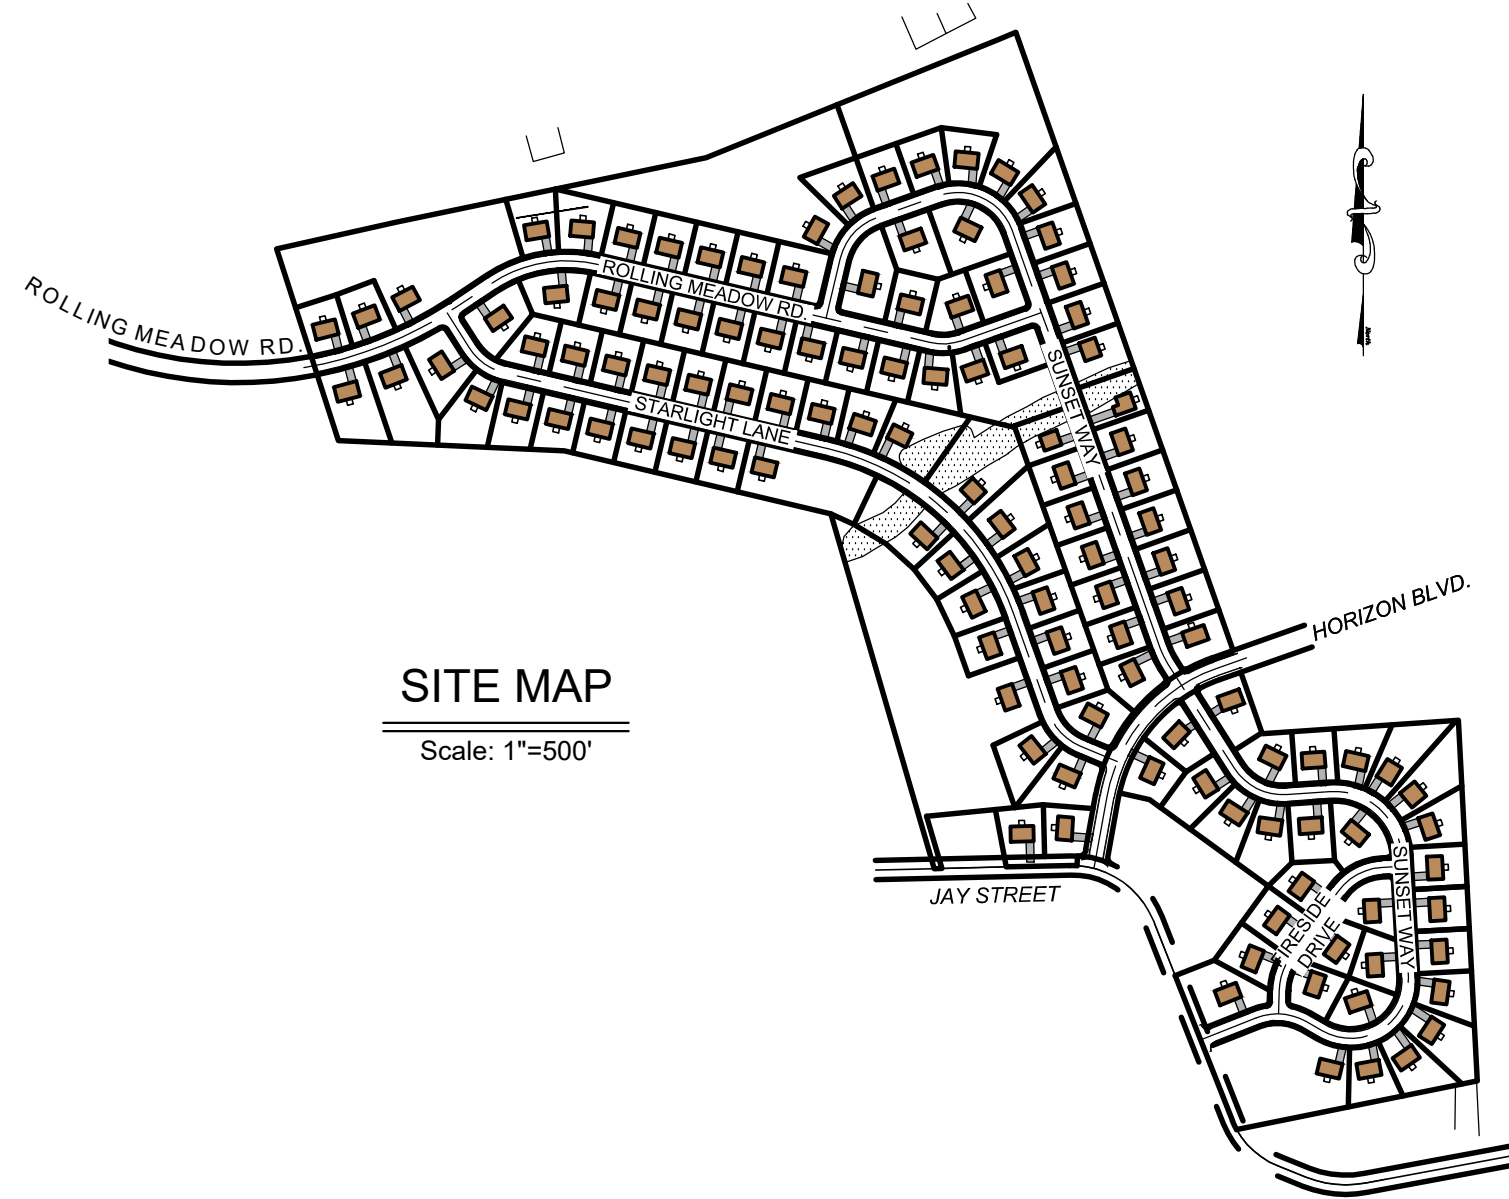 ROLLING MEADOW RD.
ROLLING MEADOW RD.
STARLIGHT LANE
SUNSET WAY
HORIZON BLVD.
SITE MAP
Scale: 1"=500'
JAY STREET
SUNSET WAY
FIRESIDE
DRIVE